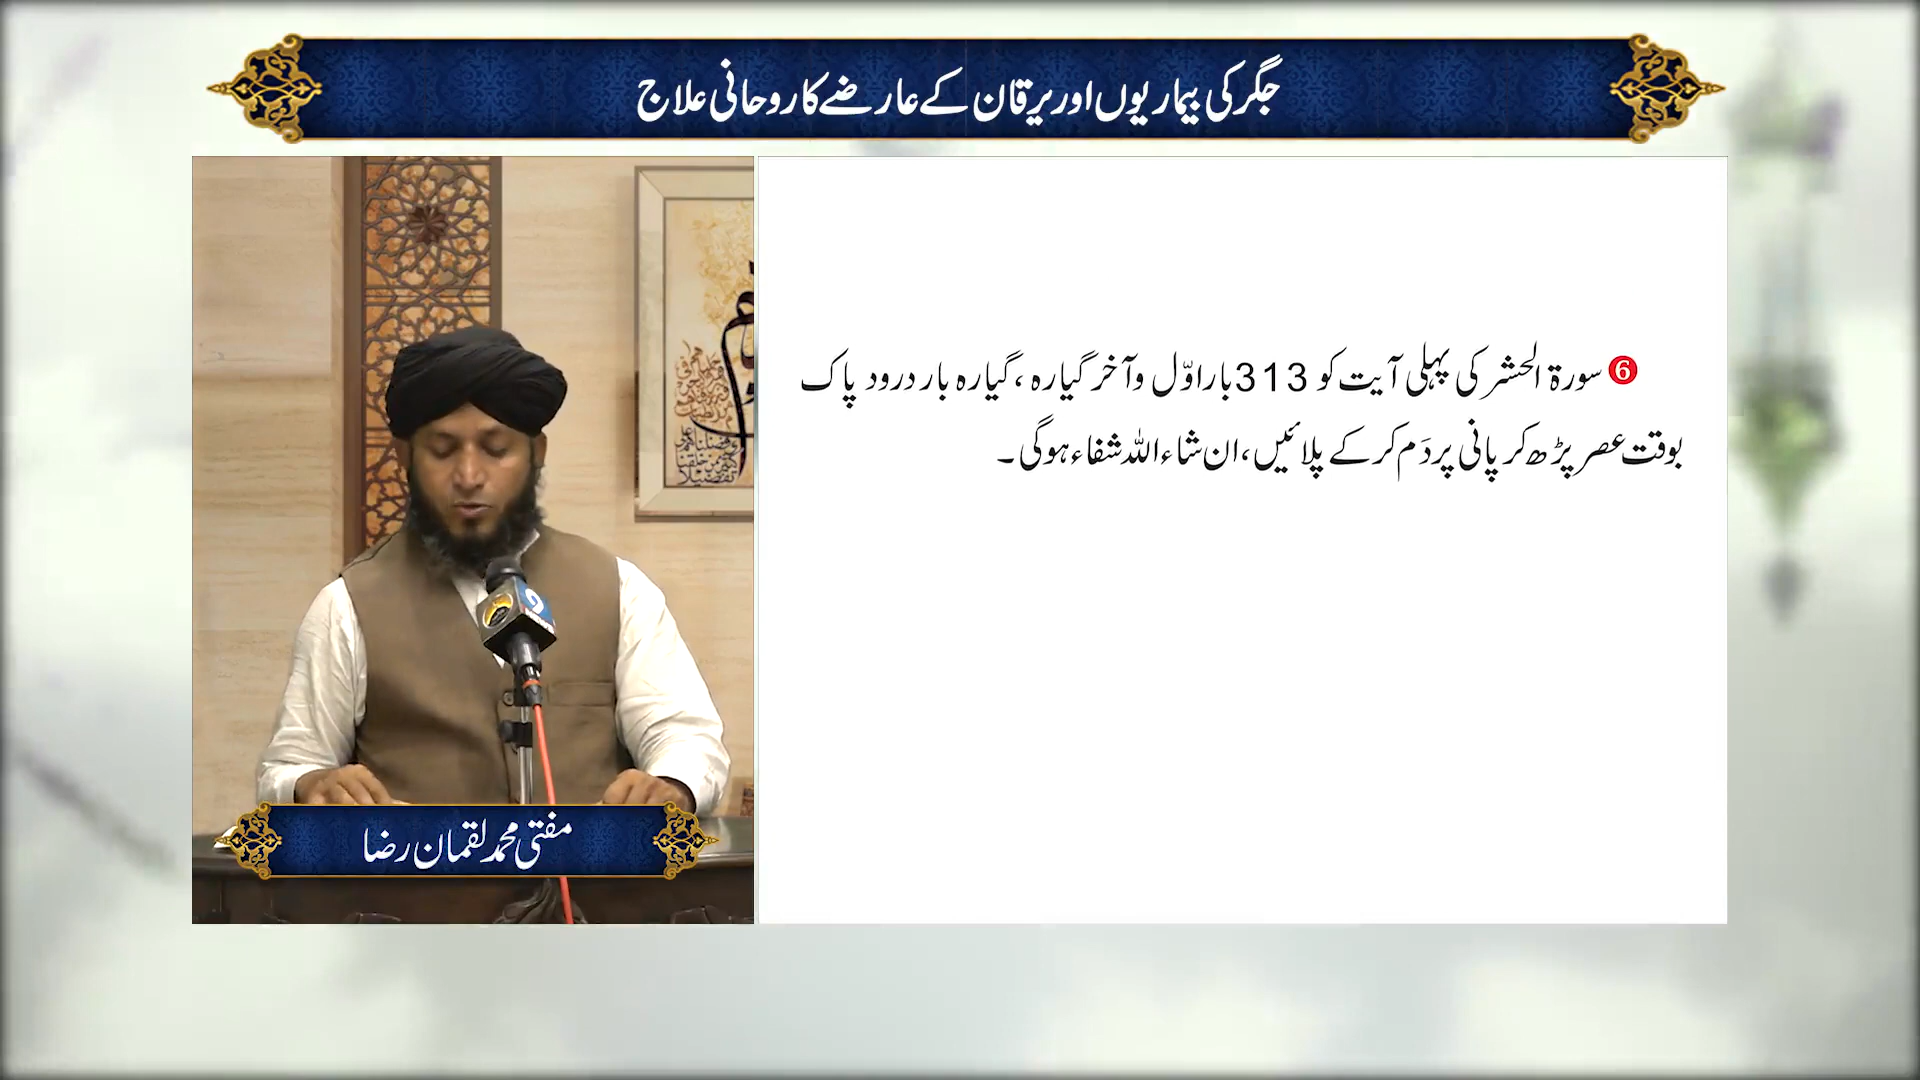 جگر کی بیماریوں اور یرقان کے عارضے کا روحانی علاج
6 سورۃ الحشر کی پہلی آیت کو 313 بار اوّل و آخر گیارہ، گیارہ بار درود پاک
بوقت عصر پڑھ کر پانی پر دَم کر کے پلائیں، ان شاء اللہ شفاء ہوگی۔
مفتی محمد لقمان رضا